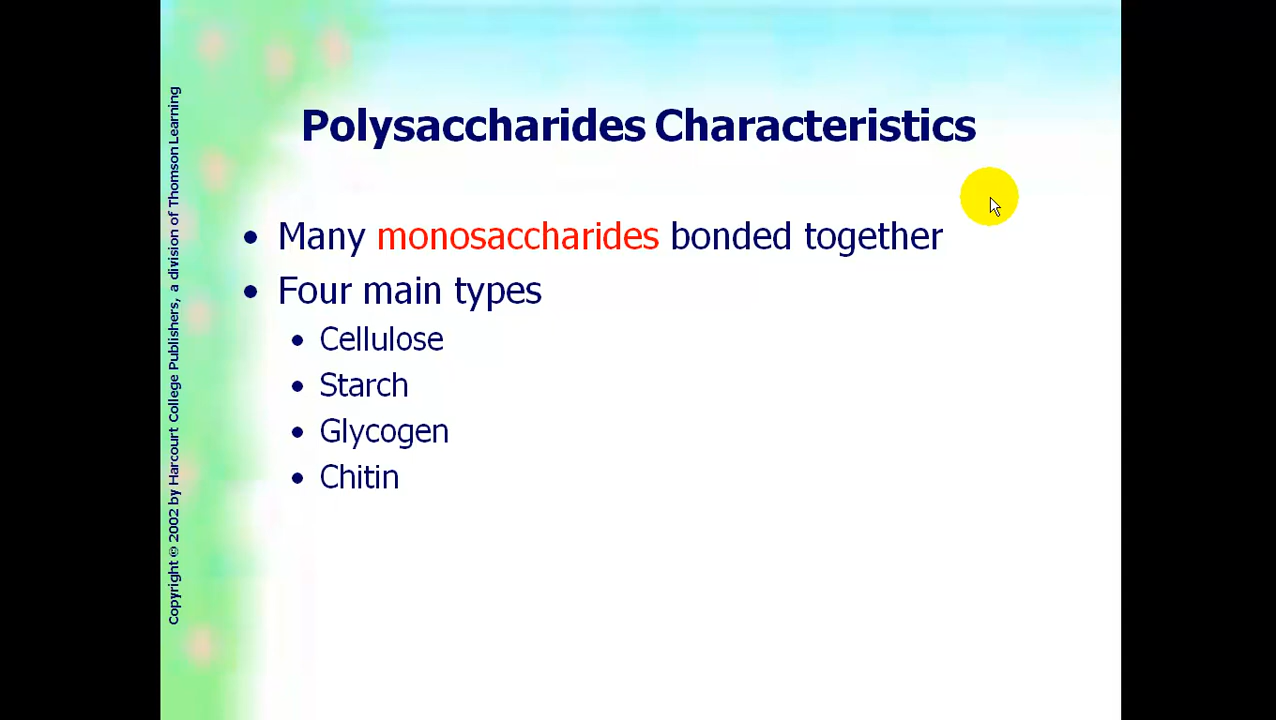 Polysaccharides Characteristics
• Many monosaccharides bonded together
• Four main types
• Cellulose
• Starch
• Glycogen
• Chitin
Copyright © 2002 by Harcourt College Publishers, a division of Thomson Learning